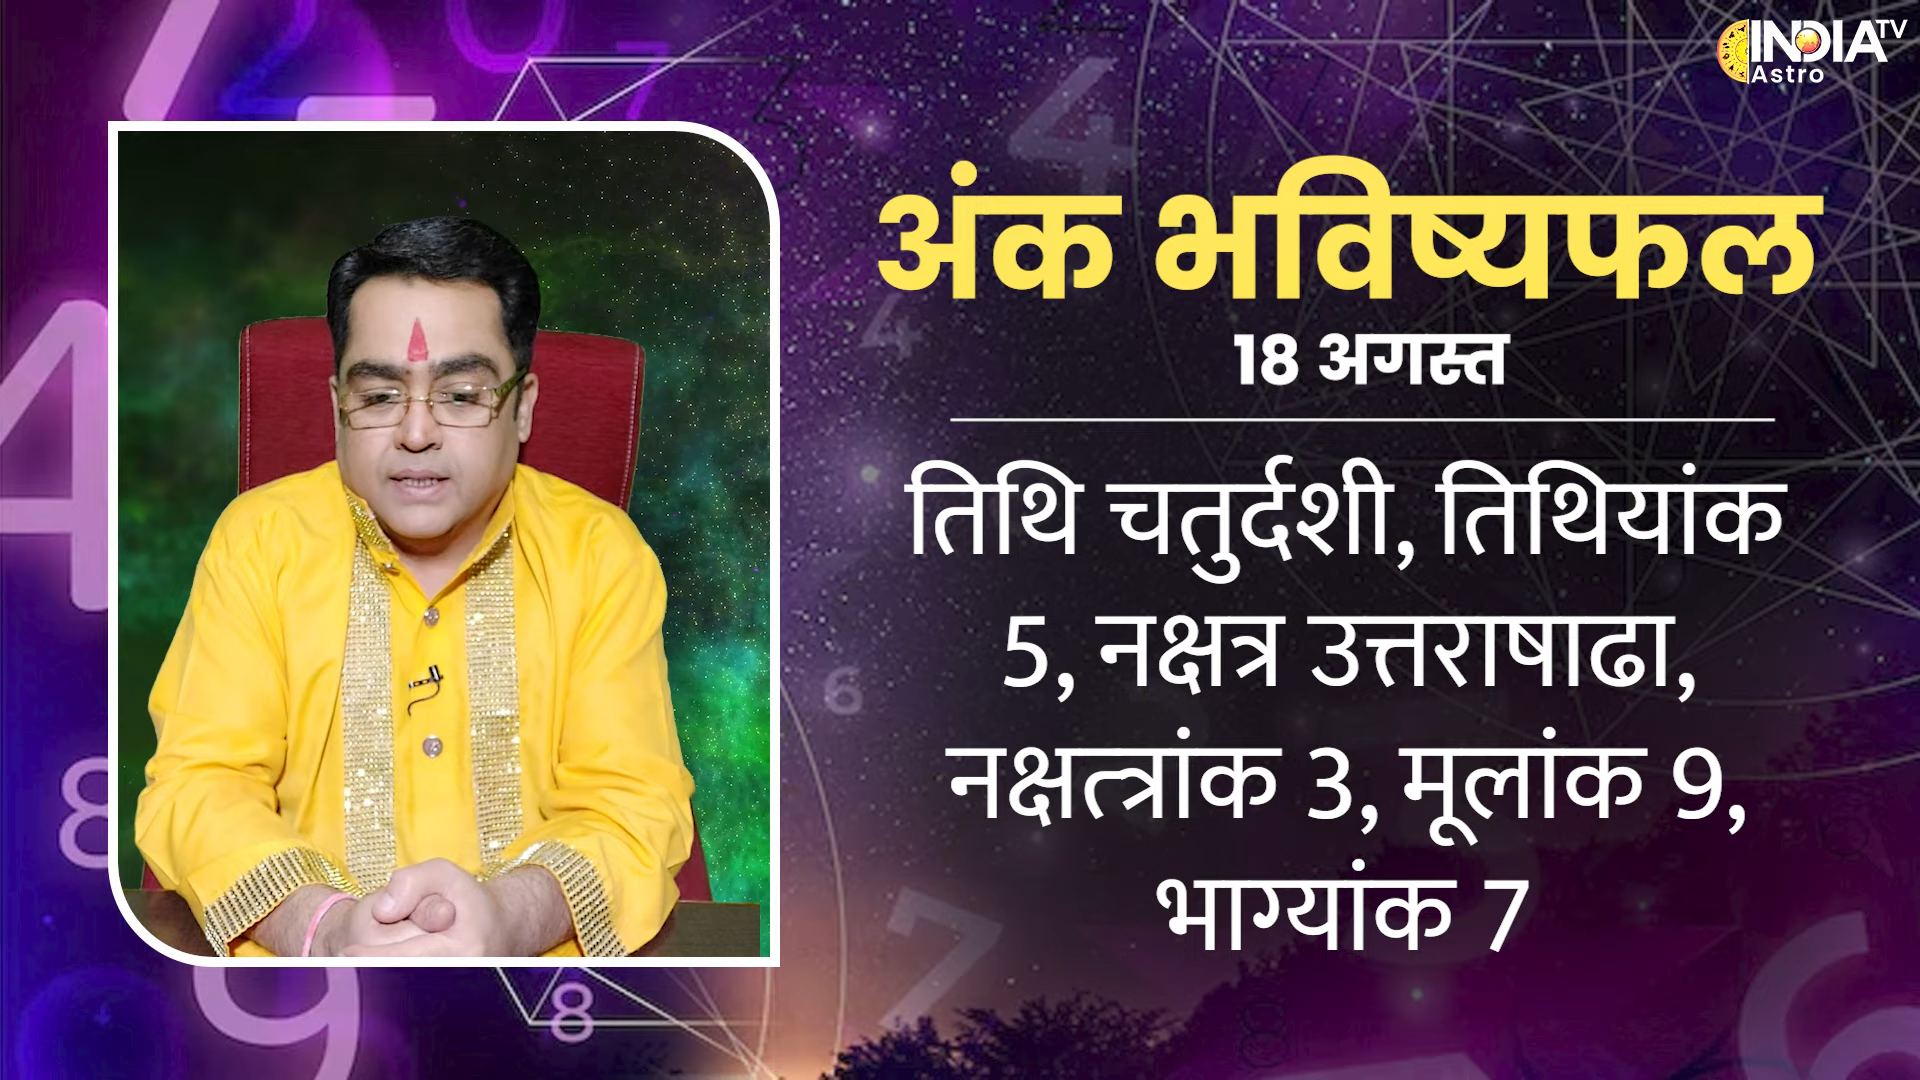 INDIA TV
Astro
अंक भविष्यफल
18 अगस्त
तिथि चतुर्दशी, तिथियांक
5, नक्षत्र उत्तराषाढा,
नक्षत्त्रांक 3, मूलांक 9,
भाग्यांक 7